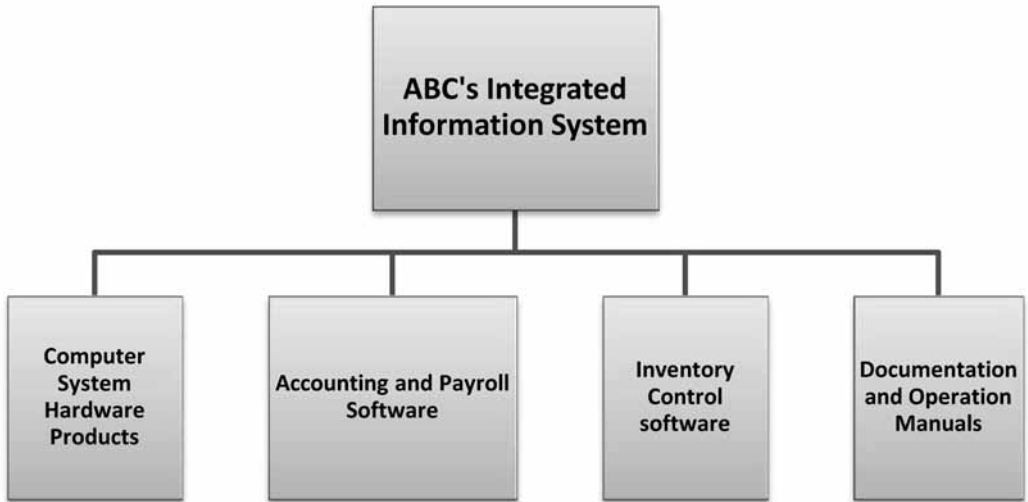 ABC's Integrated
Information System
Computer
System
Hardware
Products
Accounting and Payroll
Software
Inventory
Control
software
Documentation
and Operation
Manuals